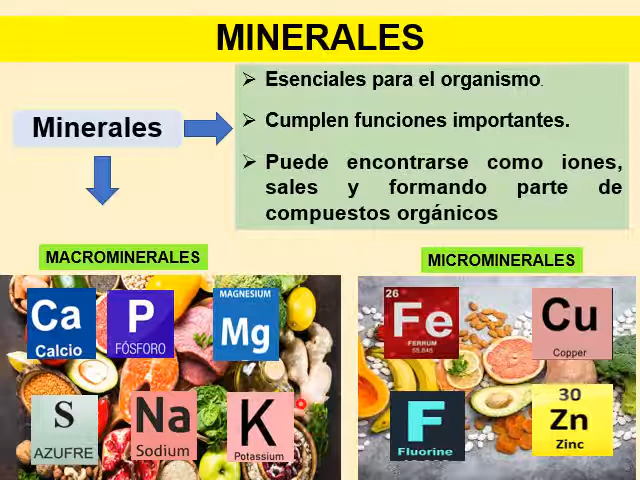 MINERALES
Minerales
Esenciales para el organismo.
Cumplen funciones importantes.
Puede encontrarse como iones,
sales y formando parte de
compuestos orgánicos
MACROMINERALES
MICROMINERALES
Ca
Calcio
P
FÓSFORO
MAGNESIUM
Mg
S
AZUFRE
Na
Sodium
K
Potassium
26
Fe
FERRUM
55,845
Cu
Copper
F
Fluorine
30
Zn
Zinc